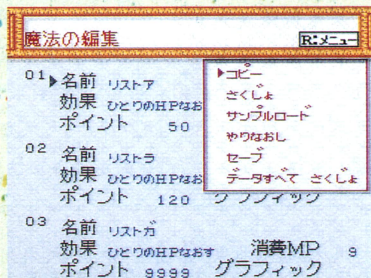 魔法の編集
R:メニュー
01▶名前 リストア
効果 ひとりのHPなお
ポイント 50
▶コピー
さくじょ
サンプルロード
やりなおし
セーブ
データすべて さくじょ
02 名前 リストラ
効果 ひとりのHPなお
ポイント 120 グラフィック
03 名前 リストガ
効果 ひとりのHPなおす 消費MP 9
ポイント 9999 グラフィック